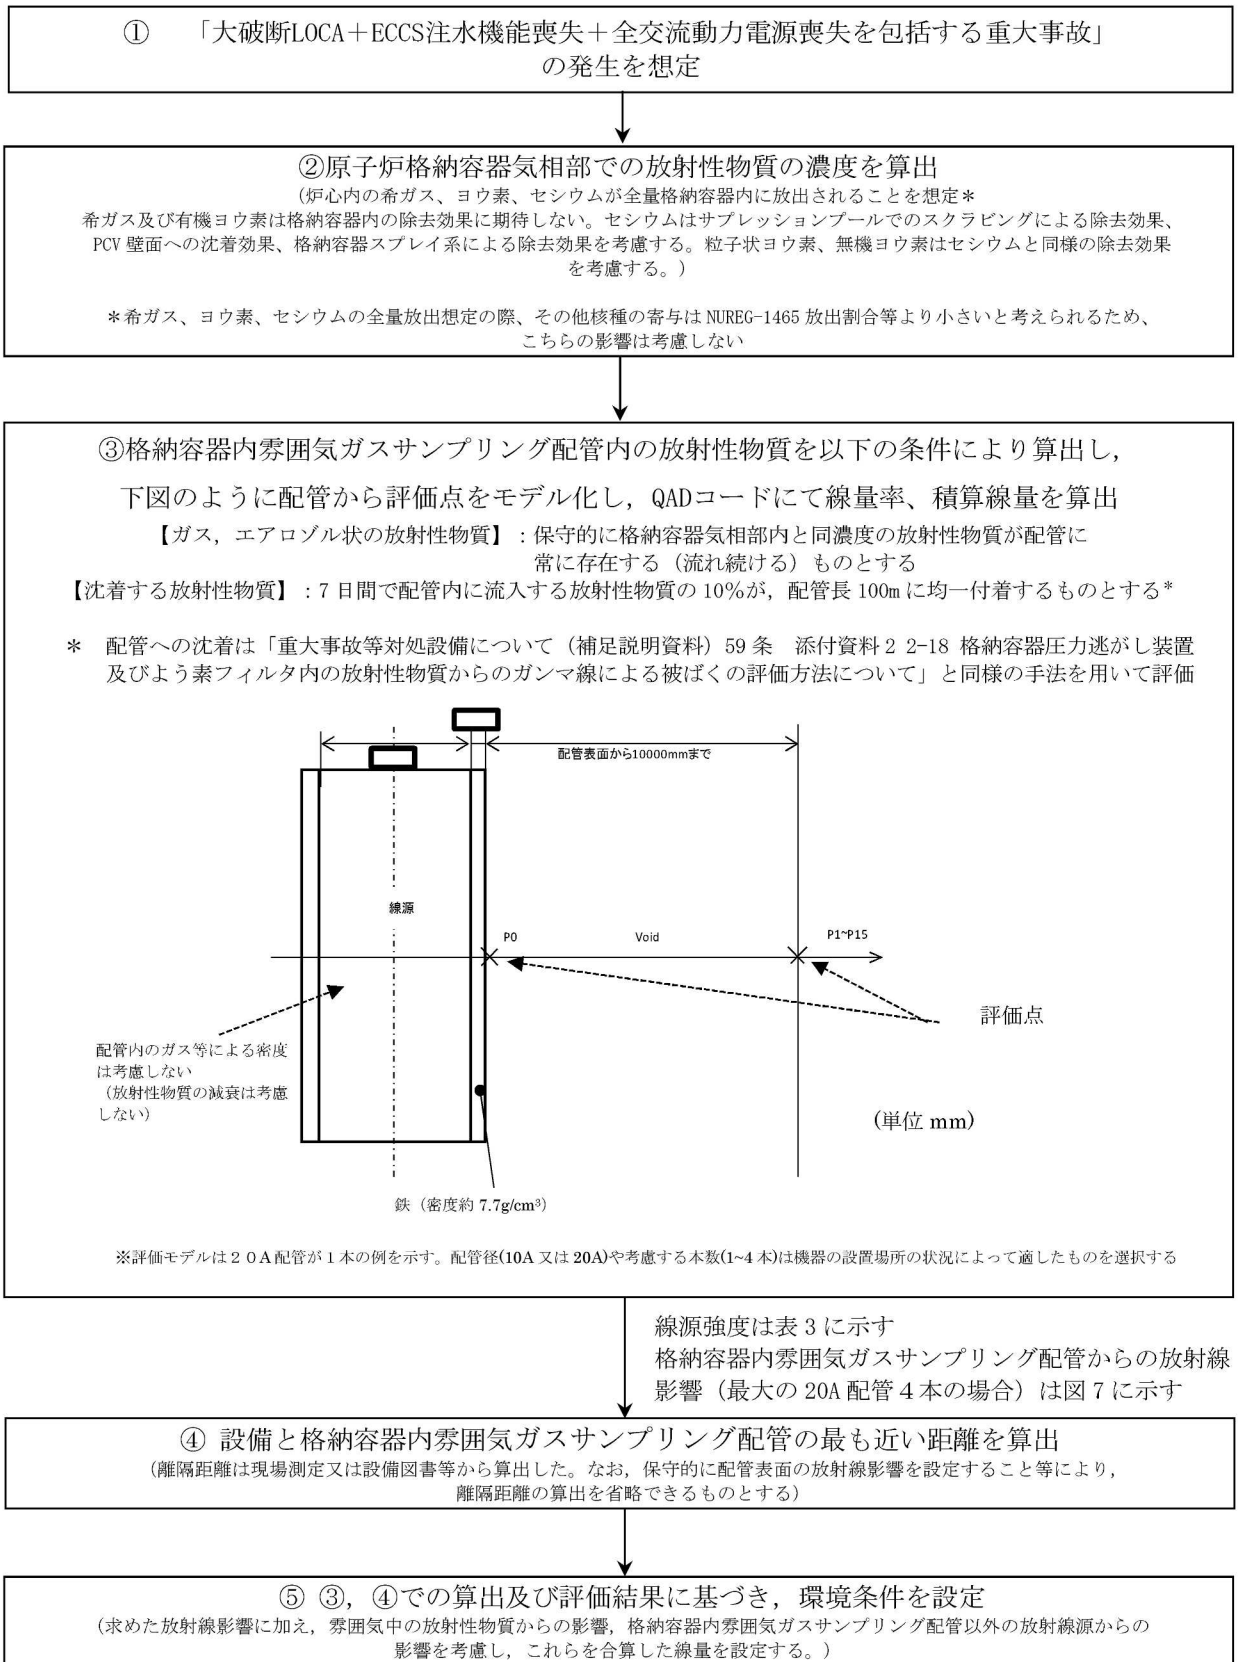 ① 「大破断LOCA＋ECCS注水機能喪失＋全交流動力電源喪失を包括する重大事故」
の発生を想定
②原子炉格納容器気相部での放射性物質の濃度を算出
(炉心内の希ガス、ヨウ素、セシウムが全量格納容器内に放出されることを想定＊
希ガス及び有機ヨウ素は格納容器内の除去効果に期待しない。セシウムはサプレッションプールでのスクラビングによる除去効果、
PCV 壁面への沈着効果、格納容器スプレイ系による除去効果を考慮する。粒子状ヨウ素、無機ヨウ素はセシウムと同様の除去効果
を考慮する。)
＊希ガス、ヨウ素、セシウムの全量放出想定の際、その他核種の寄与は NUREG-1465 放出割合等より小さいと考えられるため、
こちらの影響は考慮しない
③格納容器内雰囲気ガスサンプリング配管内の放射性物質を以下の条件により算出し，
下図のように配管から評価点をモデル化し，QADコードにて線量率、積算線量を算出
【ガス，エアロゾル状の放射性物質】：保守的に格納容器気相部内と同濃度の放射性物質が配管に
常に存在する（流れ続ける）ものとする
【沈着する放射性物質】：7 日間で配管内に流入する放射性物質の 10％が，配管長 100m に均一付着するものとする*
＊ 配管への沈着は「重大事故等対処設備について（補足説明資料）59 条 添付資料２ 2-18 格納容器圧力逃がし装置
及びよう素フィルタ内の放射性物質からのガンマ線による被ばくの評価方法について」と同様の手法を用いて評価
配管表面から10000mmまで
線源
P0
Void
P1~P15
評価点
配管内のガス等による密度
は考慮しない
（放射性物質の減衰は考慮
しない）
(単位 mm)
鉄（密度約 7.7g/cm³）
※評価モデルは２０A 配管が１本の例を示す。配管径(10A 又は 20A)や考慮する本数(1~4 本)は機器の設置場所の状況によって適したものを選択する
線源強度は表 3 に示す
格納容器内雰囲気ガスサンプリング配管からの放射線
影響（最大の 20A 配管４本の場合）は図 7 に示す
④ 設備と格納容器内雰囲気ガスサンプリング配管の最も近い距離を算出
(離隔距離は現場測定又は設備図書等から算出した。なお，保守的に配管表面の放射線影響を設定すること等により，
離隔距離の算出を省略できるものとする)
⑤ ③，④での算出及び評価結果に基づき，環境条件を設定
(求めた放射線影響に加え，雰囲気中の放射性物質からの影響，格納容器内雰囲気ガスサンプリング配管以外の放射線源からの
影響を考慮し，これらを合算した線量を設定する。)